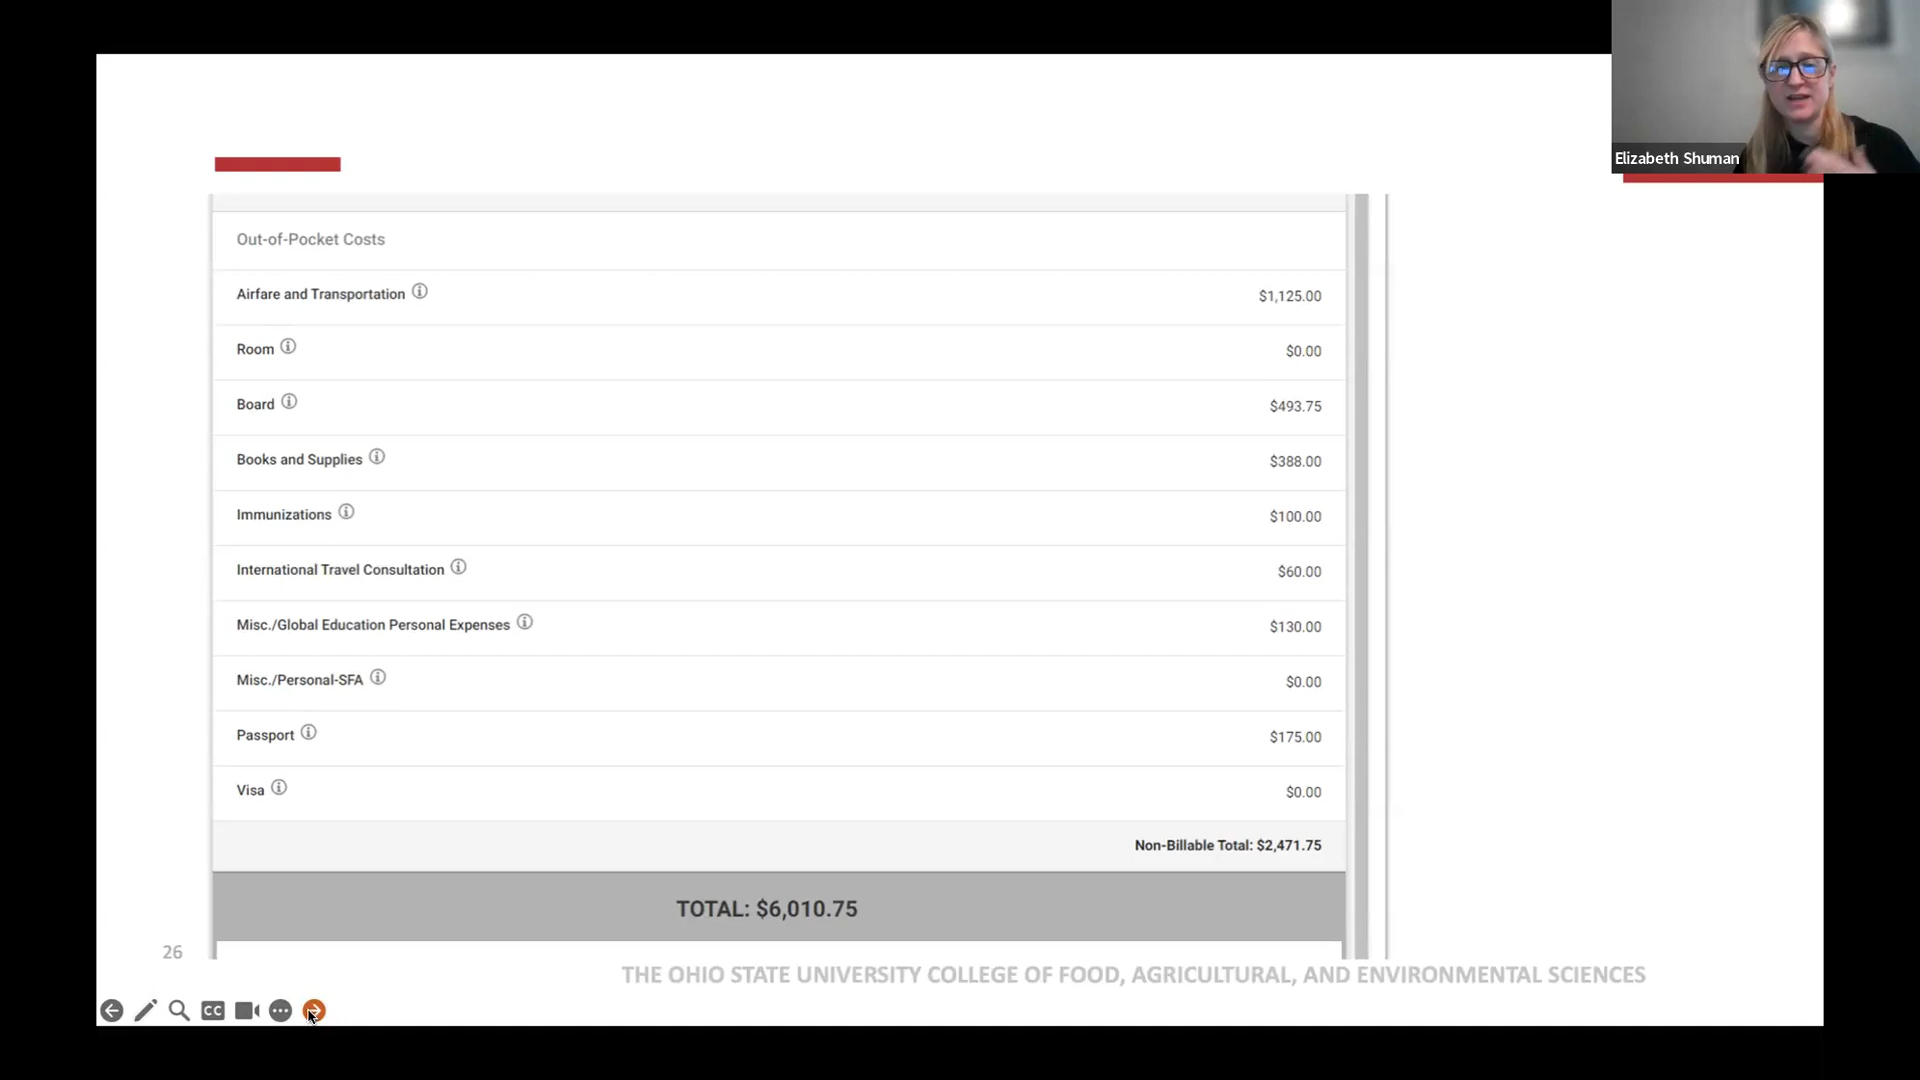 Elizabeth Shuman
Out-of-Pocket Costs
Airfare and Transportation $1,125.00
Room $0.00
Board $493.75
Books and Supplies $388.00
Immunizations $100.00
International Travel Consultation $60.00
Misc./Global Education Personal Expenses $130.00
Misc./Personal-SFA $0.00
Passport $175.00
Visa $0.00
Non-Billable Total: $2,471.75
TOTAL: $6,010.75
26
THE OHIO STATE UNIVERSITY COLLEGE OF FOOD, AGRICULTURAL, AND ENVIRONMENTAL SCIENCES
CC